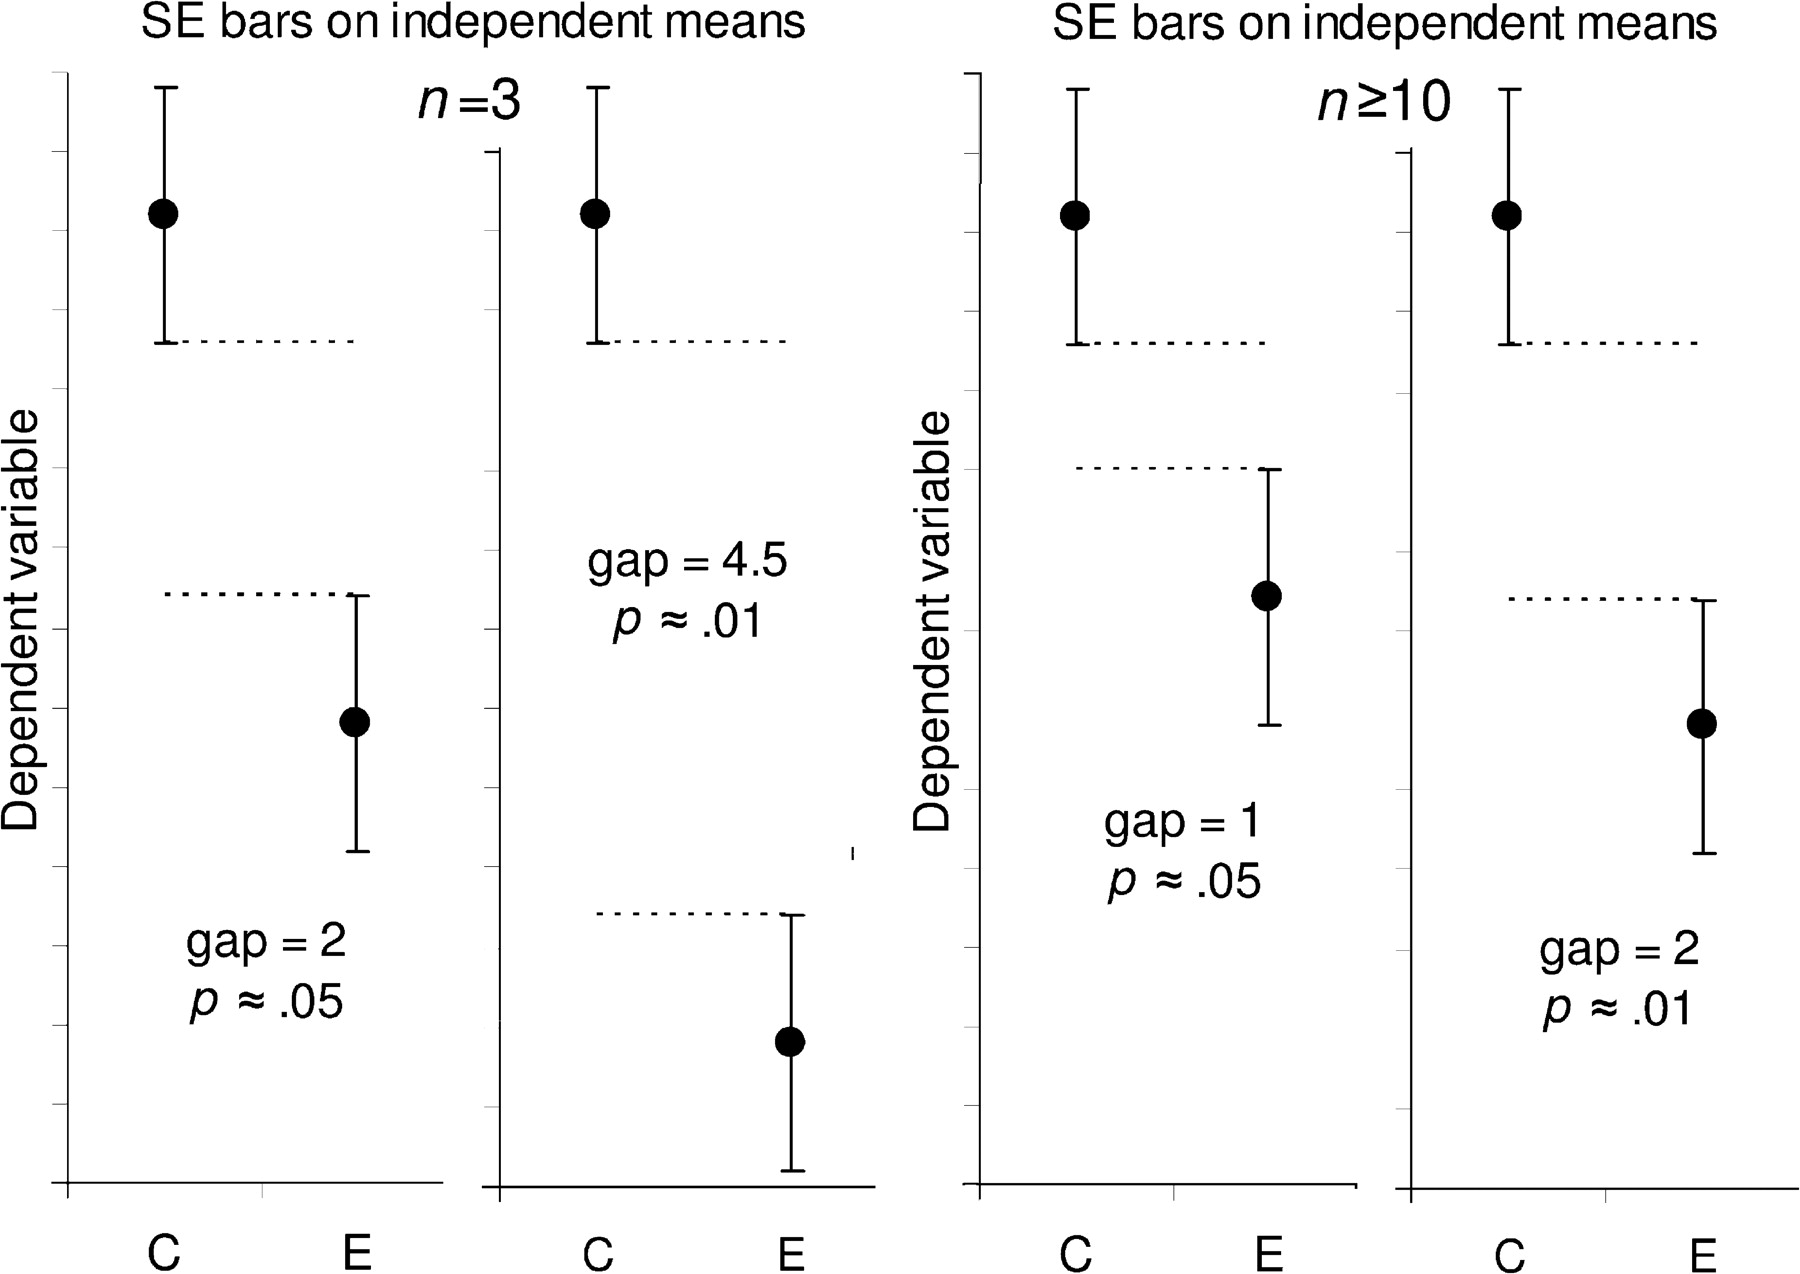 SE bars on independent means
n=3
Dependent variable
gap = 2
p ≈ .05
gap = 4.5
p ≈ .01
C
E
C
E
SE bars on independent means
n≥10
Dependent variable
gap = 1
p ≈ .05
gap = 2
p ≈ .01
C
E
C
E